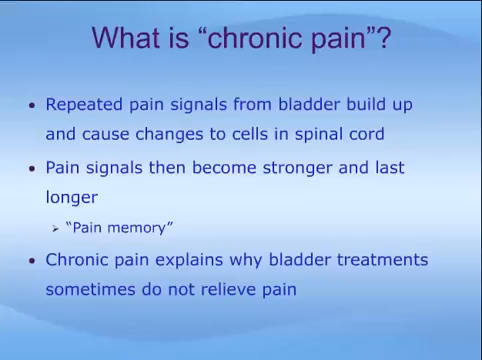 What is “chronic pain”?
• Repeated pain signals from bladder build up
and cause changes to cells in spinal cord
• Pain signals then become stronger and last
longer
➢ “Pain memory”
• Chronic pain explains why bladder treatments
sometimes do not relieve pain